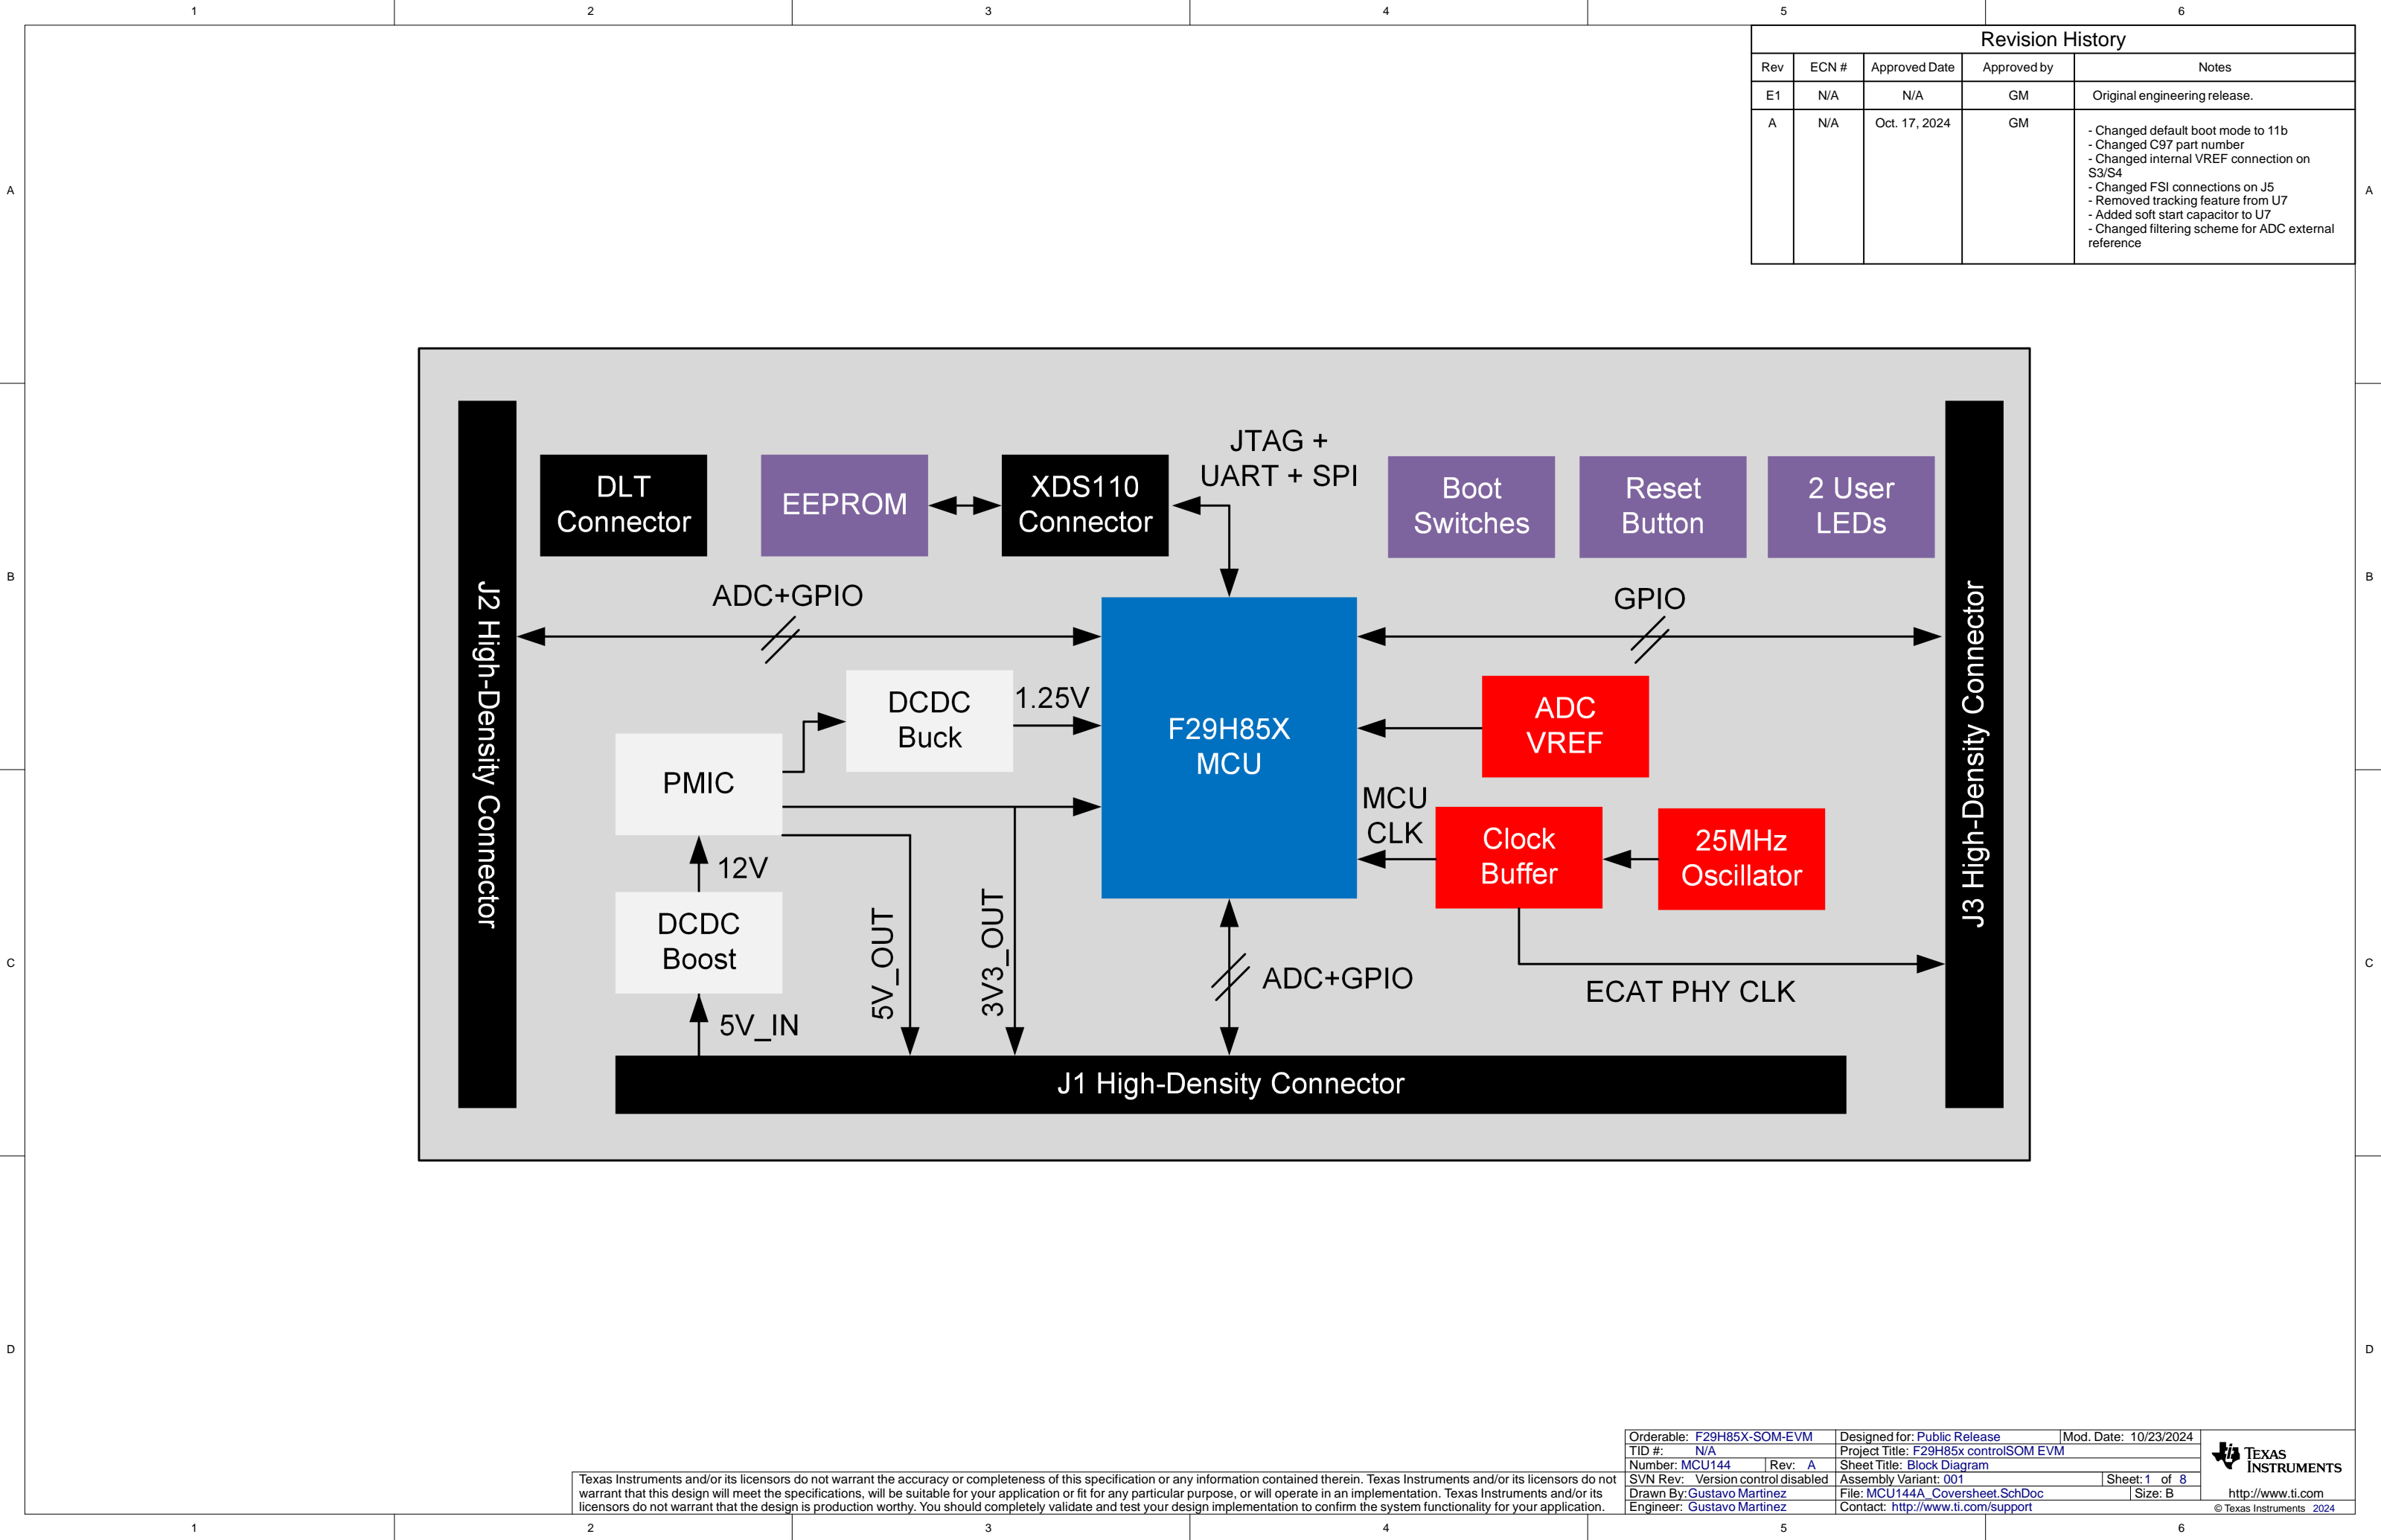 1 2 3 4 5 6
Revision History
Rev ECN # Approved Date Approved by Notes
E1 N/A N/A GM Original engineering release.
A N/A Oct. 17, 2024 GM
- Changed default boot mode to 11b
- Changed C97 part number
- Changed internal VREF connection on
S3/S4
- Changed FSI connections on J5
- Removed tracking feature from U7
- Added soft start capacitor to U7
- Changed filtering scheme for ADC external
reference
A A
B B
C C
D D
JTAG +
UART + SPI
DLT
Connector
EEPROM
XDS110
Connector
Boot
Switches
Reset
Button
2 User
LEDs
J2 High-Density Connector
J3 High-Density Connector
ADC+GPIO
GPIO
DCDC
Buck
1.25V
F29H85X
MCU
ADC
VREF
PMIC
MCU
CLK
Clock
Buffer
25MHz
Oscillator
12V
DCDC
Boost
5V_OUT
3V3_OUT
ADC+GPIO
ECAT PHY CLK
5V_IN
J1 High-Density Connector
Texas Instruments and/or its licensors do not warrant the accuracy or completeness of this specification or any information contained therein. Texas Instruments and/or its licensors do not
warrant that this design will meet the specifications, will be suitable for your application or fit for any particular purpose, or will operate in an implementation. Texas Instruments and/or its
licensors do not warrant that the design is production worthy. You should completely validate and test your design implementation to confirm the system functionality for your application.
Orderable: F29H85X-SOM-EVM Designed for: Public Release Mod. Date: 10/23/2024
TID #: N/A Project Title: F29H85x controlSOM EVM
Number: MCU144 Rev: A Sheet Title: Block Diagram
SVN Rev: Version control disabled Assembly Variant: 001 Sheet: 1 of 8
Drawn By: Gustavo Martinez File: MCU144A_Coversheet.SchDoc Size: B
Engineer: Gustavo Martinez Contact: http://www.ti.com/support
TEXAS
INSTRUMENTS
http://www.ti.com
© Texas Instruments 2024
1 2 3 4 5 6